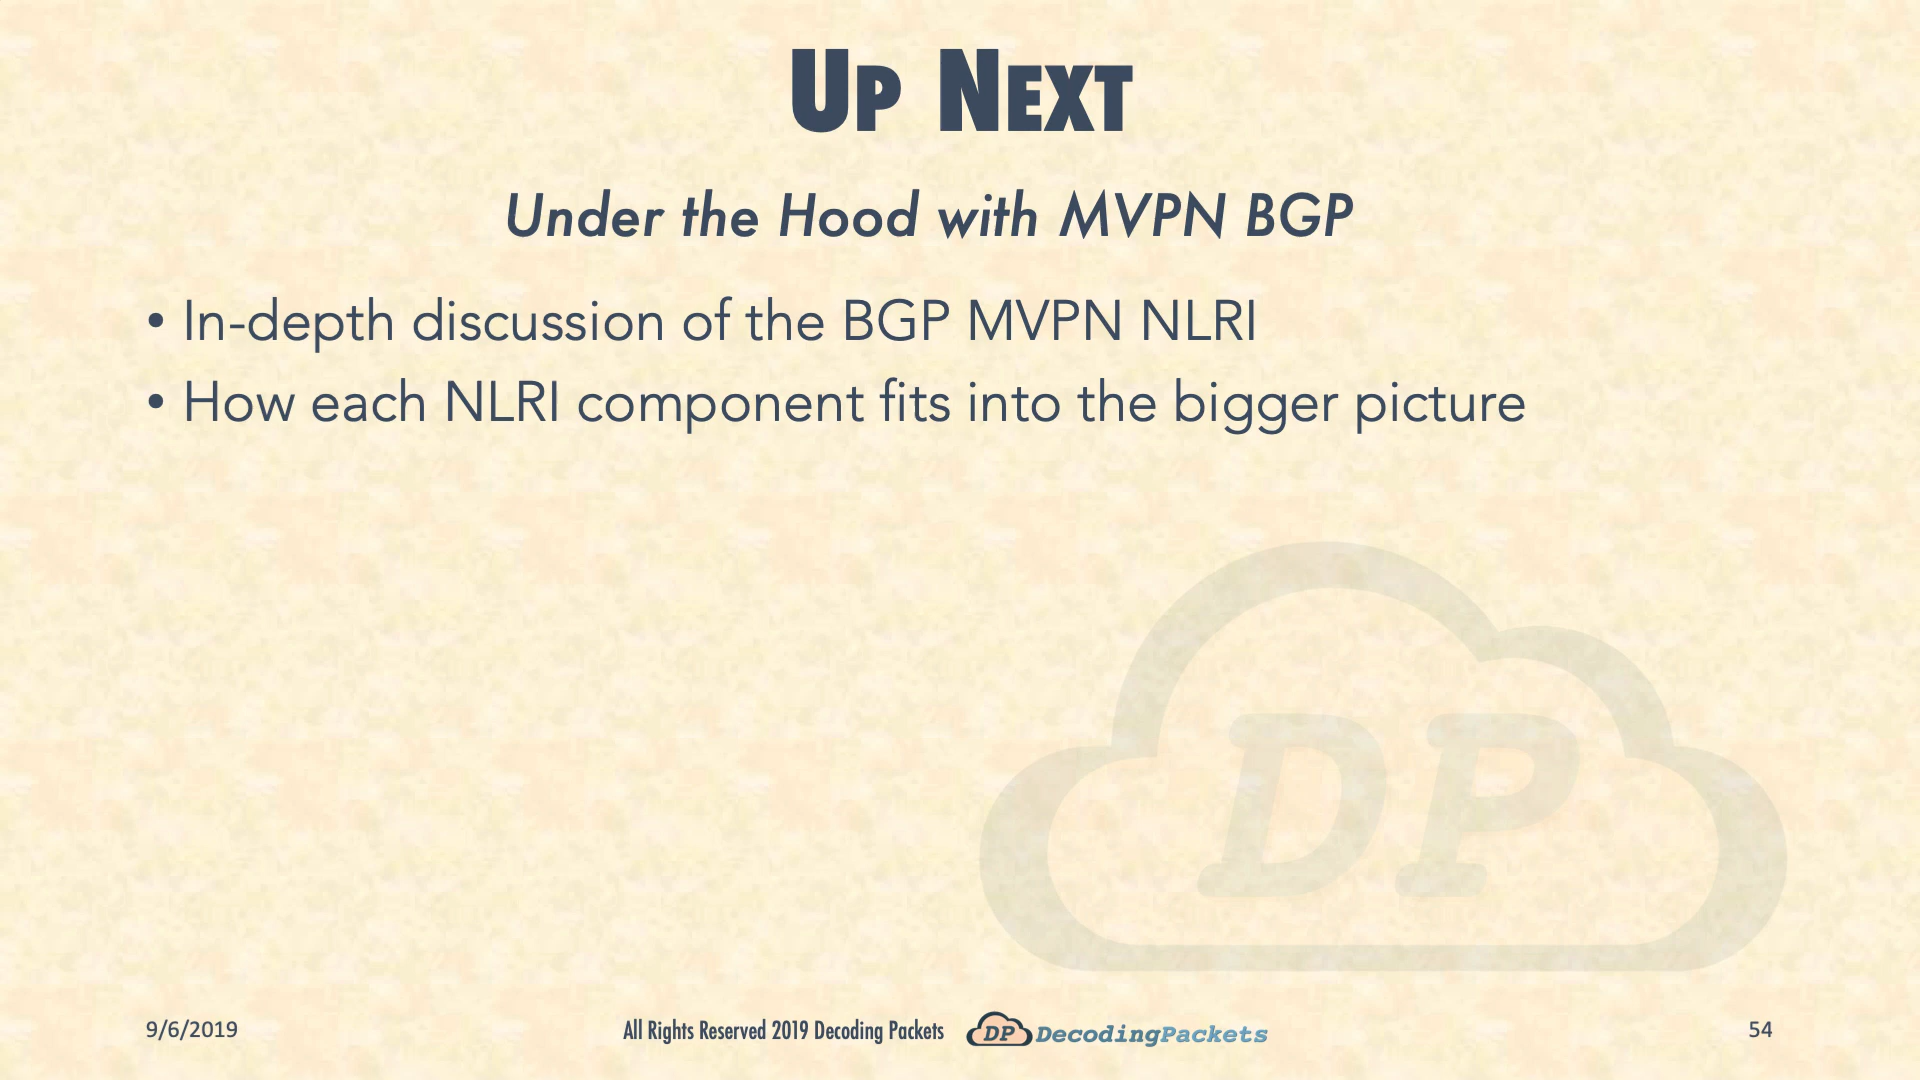 Up Next
Under the Hood with MVPN BGP
• In-depth discussion of the BGP MVPN NLRI
• How each NLRI component fits into the bigger picture
DP
9/6/2019
All Rights Reserved 2019 Decoding Packets
DP DecodingPackets
54